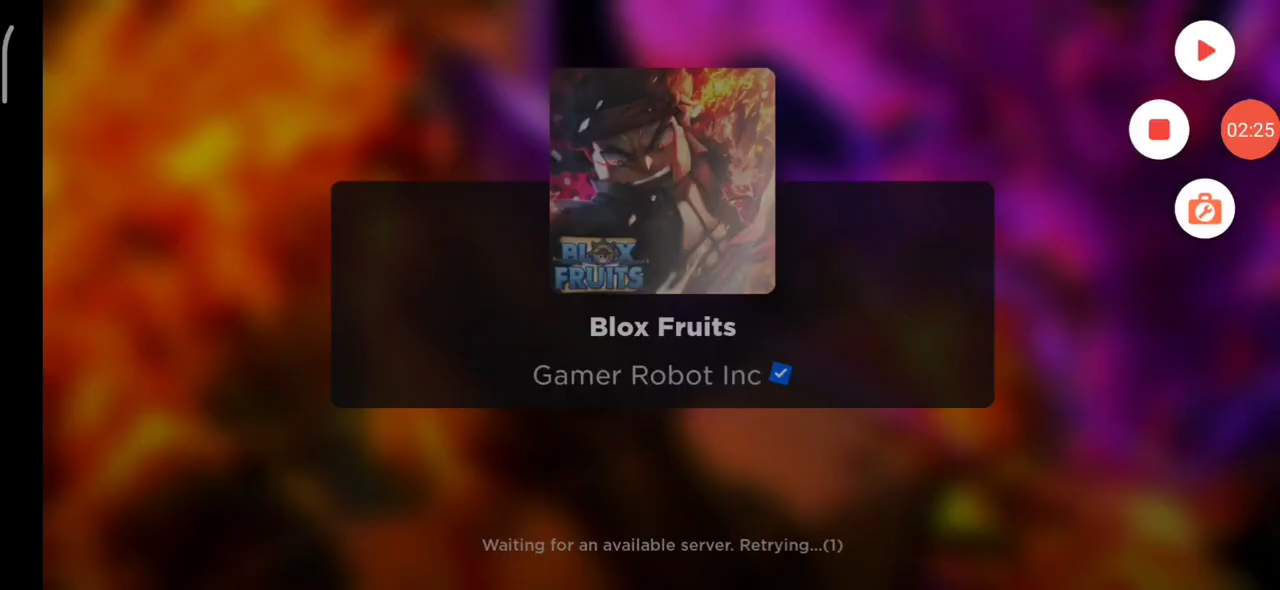 02:25
BLOX
FRUITS
Blox Fruits
Gamer Robot Inc
Waiting for an available server. Retrying...(1)